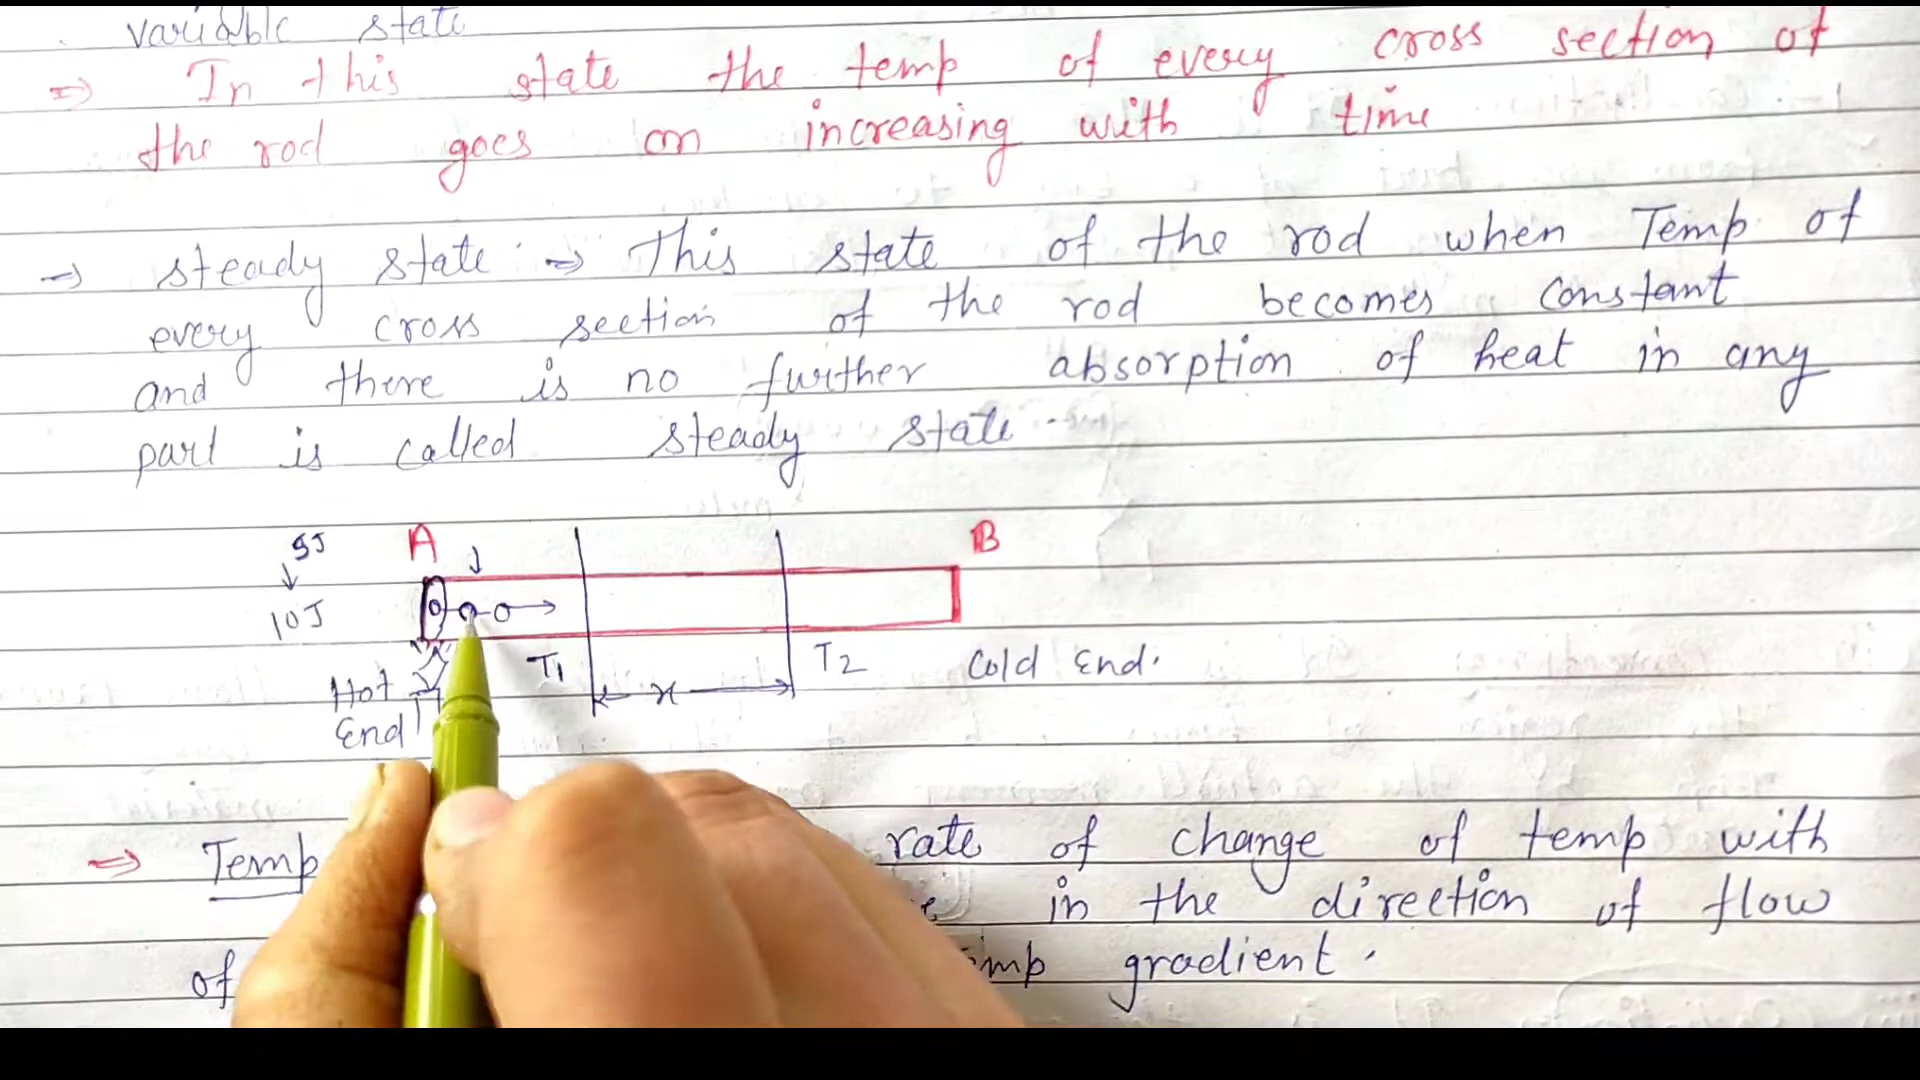 variable state
⇒ In this state the temp of every cross section of
the rod goes on increasing with time
→ steady state → This state of the rod when Temp of
every cross section of the rod becomes constant
and there is no further absorption of heat in any
part is called steady state
5J
A
B
10J
T1
T2
Cold End.
Hot
End
x
⇒ Temp rate of change of temp with
in the direction of flow
of gradient.